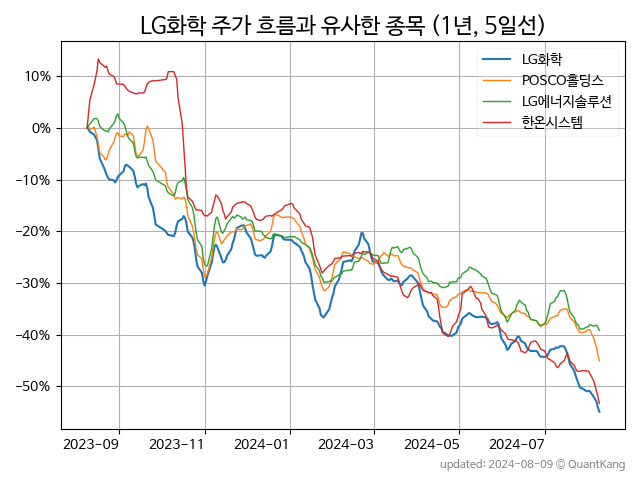 LG화학 주가 흐름과 유사한 종목 (1년, 5일선)
LG화학
POSCO홀딩스
LG에너지솔루션
한온시스템
10%
0%
−10%
−20%
−30%
−40%
−50%
2023-09 2023-11 2024-01 2024-03 2024-05 2024-07
updated: 2024-08-09 © QuantKang